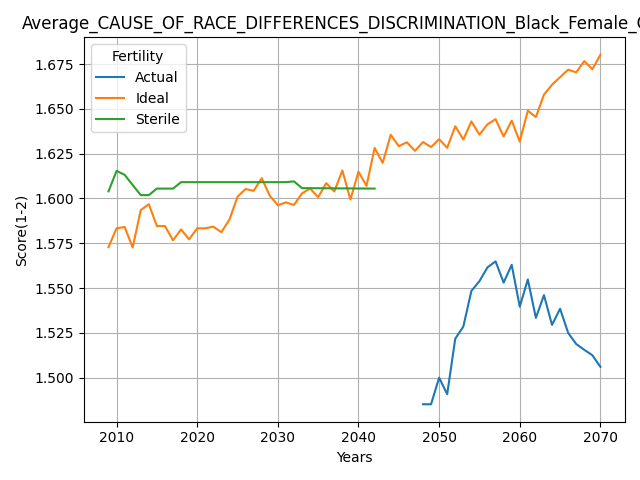 Average_CAUSE_OF_RACE_DIFFERENCES_DISCRIMINATION_Black_Female_
Fertility
Actual
Ideal
Sterile
1.675
1.650
1.625
1.600
1.575
1.550
1.525
1.500
Score(1-2)
2010 2020 2030 2040 2050 2060 2070
Years